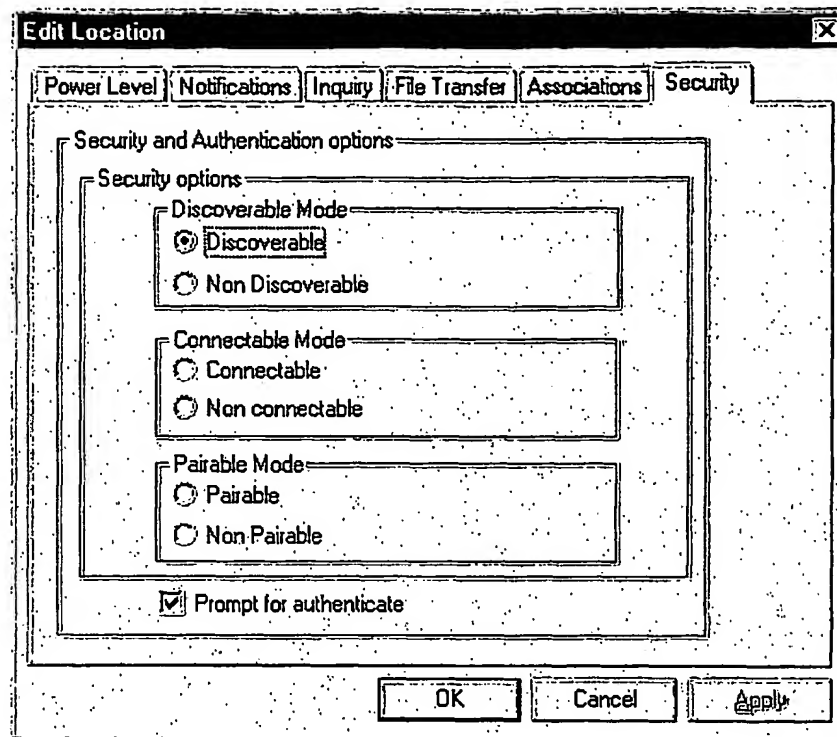 Edit Location
Power Level Notifications Inquiry File Transfer Associations Security
Security and Authentication options
Security options
Discoverable Mode
Discoverable
Non Discoverable
Connectable Mode
Connectable
Non connectable
Pairable Mode
Pairable
Non Pairable
Prompt for authenticate
OK Cancel Apply